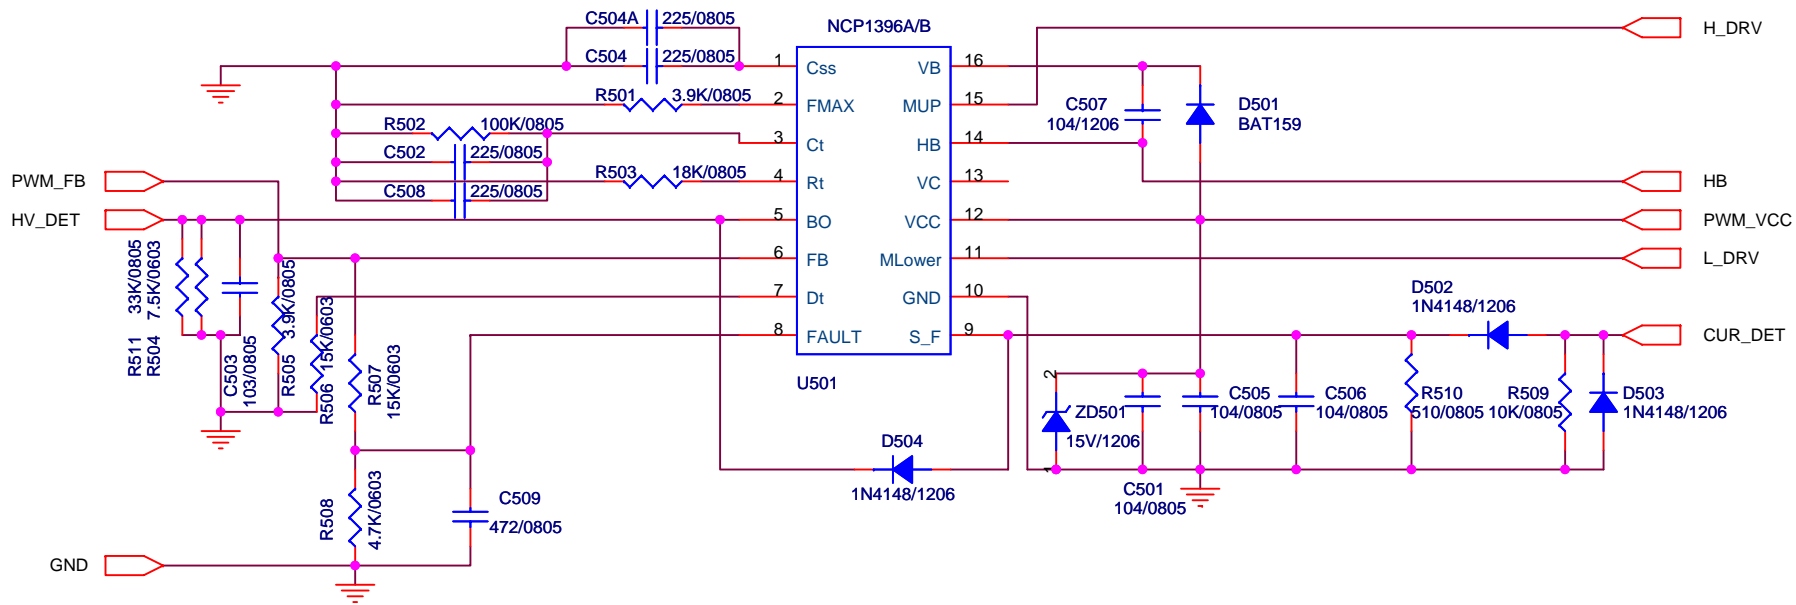 C504A 225/0805
NCP1396A/B
H_DRV
C504 225/0805
1 Css VB 16
R501 3.9K/0805
2 FMAX MUP 15
C507
104/1206
D501
BAT159
R502 100K/0805
3 Ct HB 14
C502 225/0805
R503 18K/0805
4 Rt VC 13
PWM_FB
HB
C508 225/0805
HV_DET
5 BO VCC 12
PWM_VCC
6 FB MLower 11
L_DRV
R511 33K/0805
R504 7.5K/0603
C503
103/0805
R505 3.9K/0805
R506 15K/0603
R507
15K/0603
7 Dt GND 10
D502
1N4148/1206
8 FAULT S_F 9
CUR_DET
U501
2
ZD501
15V/1206
1
C505
104/0805
C506
104/0805
R510
510/0805
R509
10K/0805
D503
1N4148/1206
D504
1N4148/1206
C501
104/0805
R508
4.7K/0603
C509
472/0805
GND